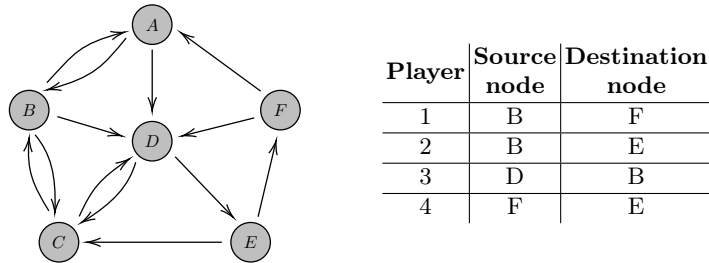 A
B
F
D
C
E
Player Source node Destination node
1 B F
2 B E
3 D B
4 F E